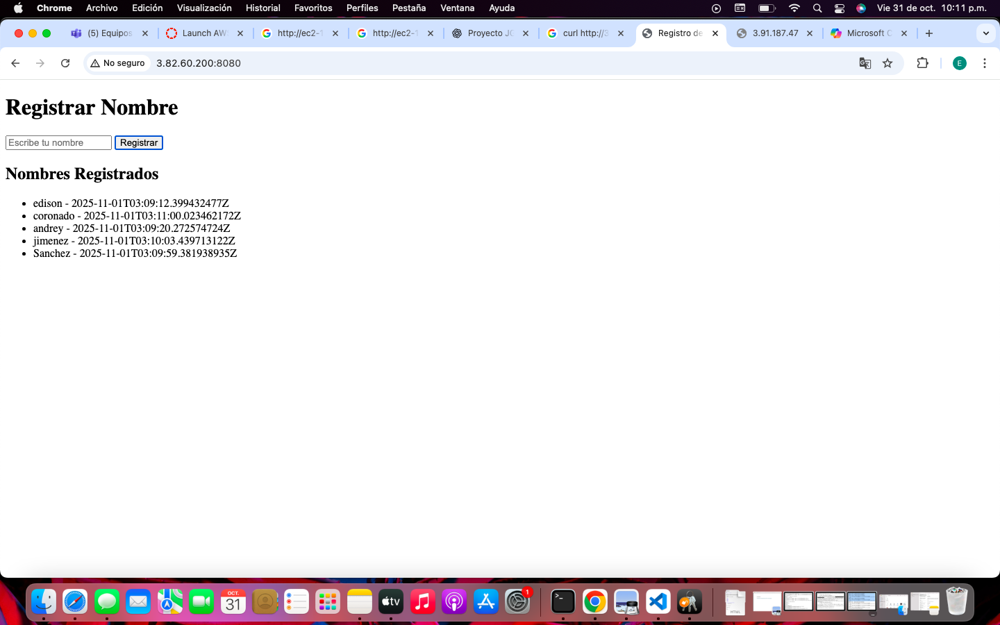 Chrome Archivo Edición Visualización Historial Favoritos Perfiles Pestaña Ventana Ayuda Vie 31 de oct. 10:11 p.m.
(5) Equipos Launch AW http://ec2-1 http://ec2-1 Proyecto JG curl http://3 Registro de 3.91.187.47 Microsoft C
No seguro 3.82.60.200:8080 E
Registrar Nombre
Escribe tu nombre Registrar
Nombres Registrados
edison - 2025-11-01T03:09:12.399432477Z
coronado - 2025-11-01T03:11:00.023462172Z
andrey - 2025-11-01T03:09:20.272574724Z
jimenez - 2025-11-01T03:10:03.439713122Z
Sanchez - 2025-11-01T03:09:59.381938935Z
OCT.
31
tv
1
HTML